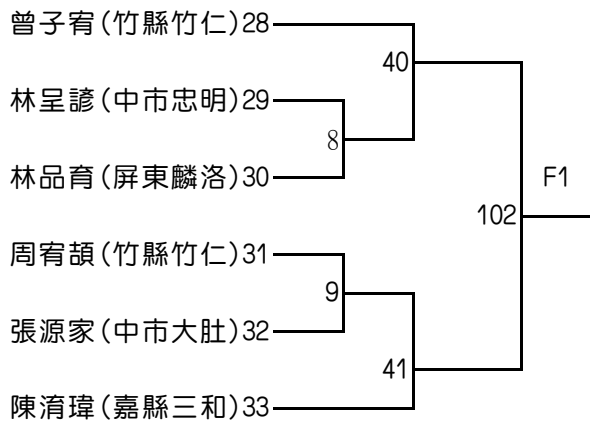 曾子宥(竹縣竹仁)28
40
林呈諺(中市忠明)29
8
林品育(屏東麟洛)30
F1
102
周宥頡(竹縣竹仁)31
9
張源家(中市大肚)32
41
陳淯瑋(嘉縣三和)33